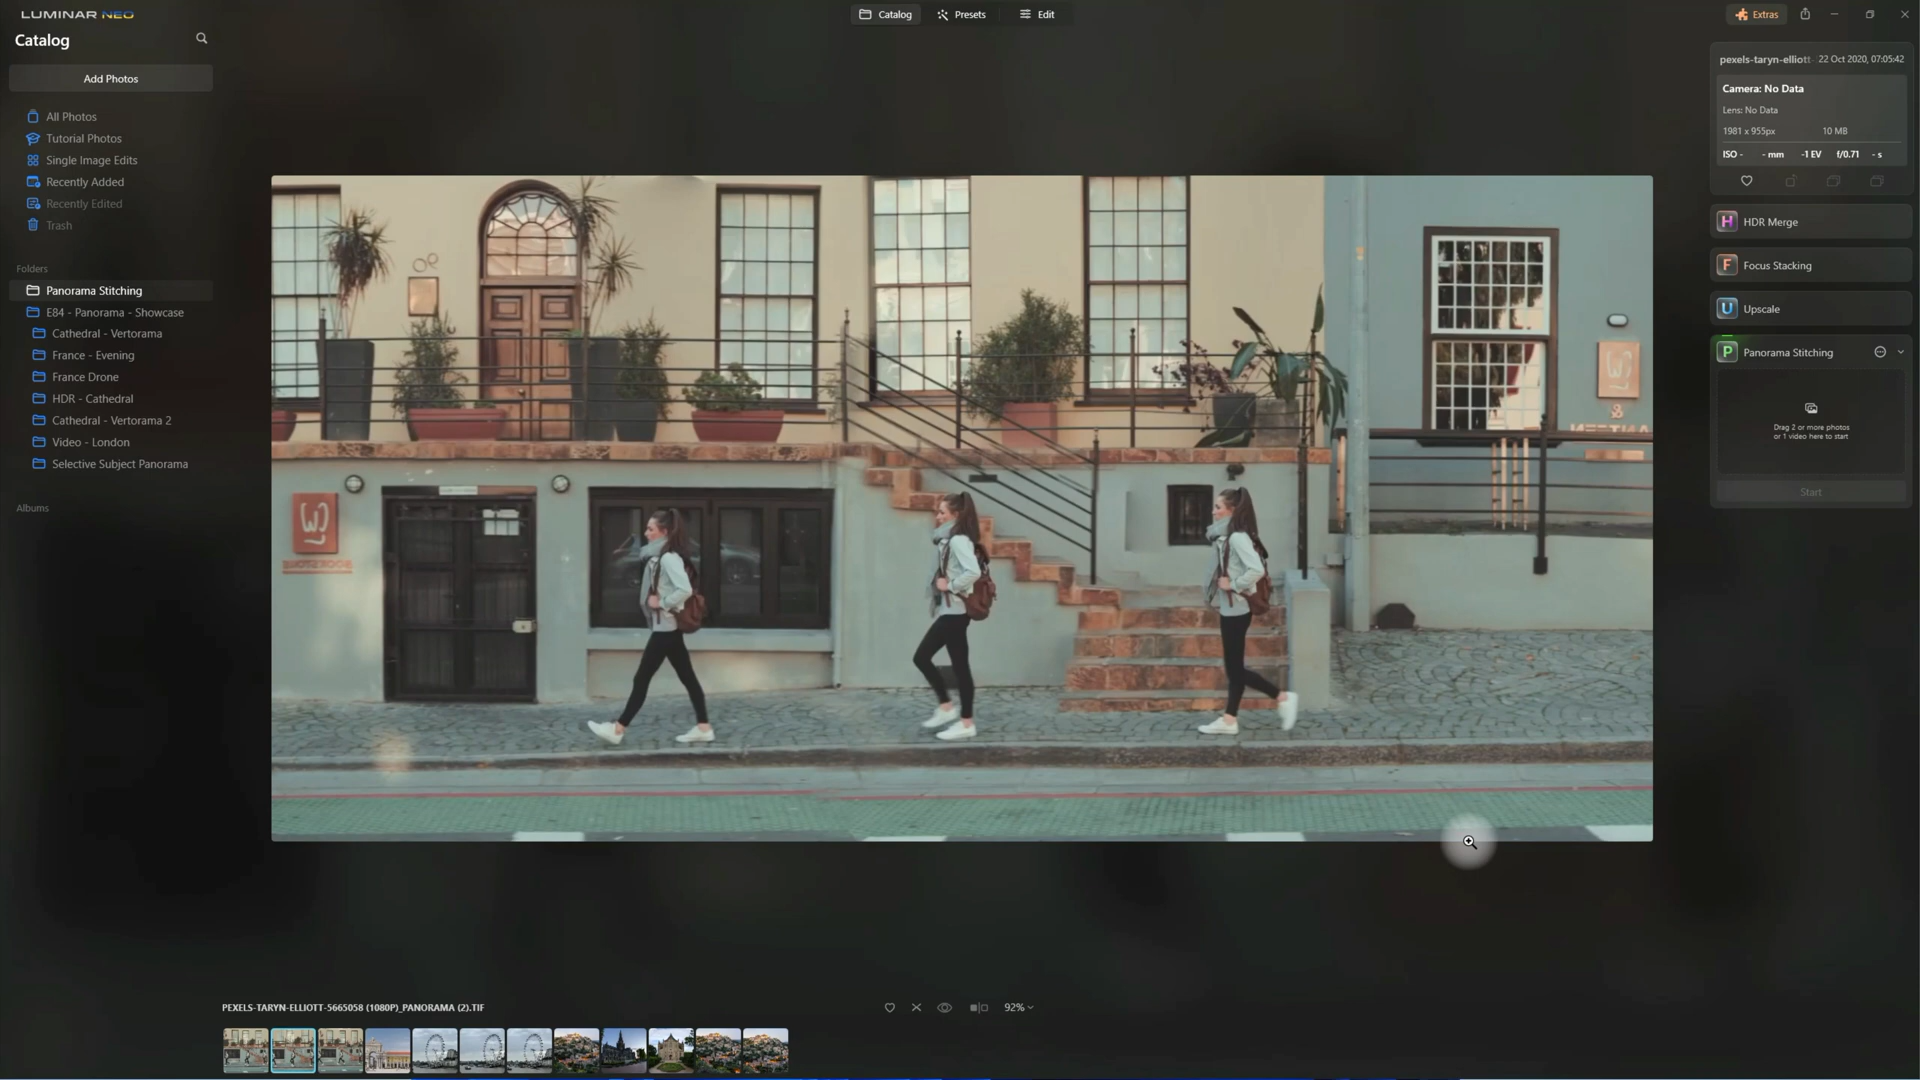 LUMINAR NEO
Catalog
Presets
Edit
Extras
Catalog
Add Photos
All Photos
Tutorial Photos
Single Image Edits
Recently Added
Recently Edited
Trash
Folders
Panorama Stitching
E84 - Panorama - Showcase
Cathedral - Vertorama
France - Evening
France Drone
HDR - Cathedral
Cathedral - Vertorama 2
Video - London
Selective Subject Panorama
Albums
pexels-taryn-elliott 22 Oct 2020, 07:05:42
Camera: No Data
Lens: No Data
1981 x 955px 10 MB
ISO - - mm -1 EV f/0.71 - s
H HDR Merge
F Focus Stacking
U Upscale
P Panorama Stitching
Drag 2 or more photos
or 1 video here to start
Start
&
PEXELS-TARYN-ELLIOTT-5665058 (1080P)_PANORAMA (2).TIF
92%